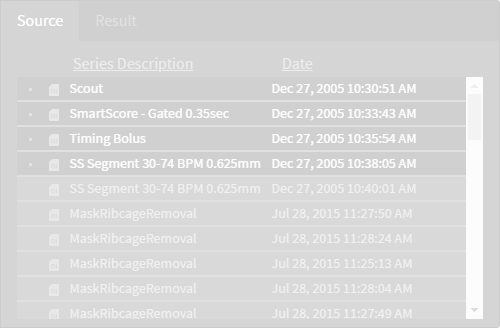 Source Result
Series Description Date
Scout Dec 27, 2005 10:30:51 AM
SmartScore - Gated 0.35sec Dec 27, 2005 10:33:43 AM
Timing Bolus Dec 27, 2005 10:35:54 AM
SS Segment 30-74 BPM 0.625mm Dec 27, 2005 10:38:05 AM
SS Segment 30-74 BPM 0.625mm Dec 27, 2005 10:40:01 AM
MaskRibcageRemoval Jul 28, 2015 11:27:50 AM
MaskRibcageRemoval Jul 28, 2015 11:28:24 AM
MaskRibcageRemoval Jul 28, 2015 11:25:13 AM
MaskRibcageRemoval Jul 28, 2015 11:28:04 AM
MaskRibcageRemoval Jul 28, 2015 11:27:49 AM